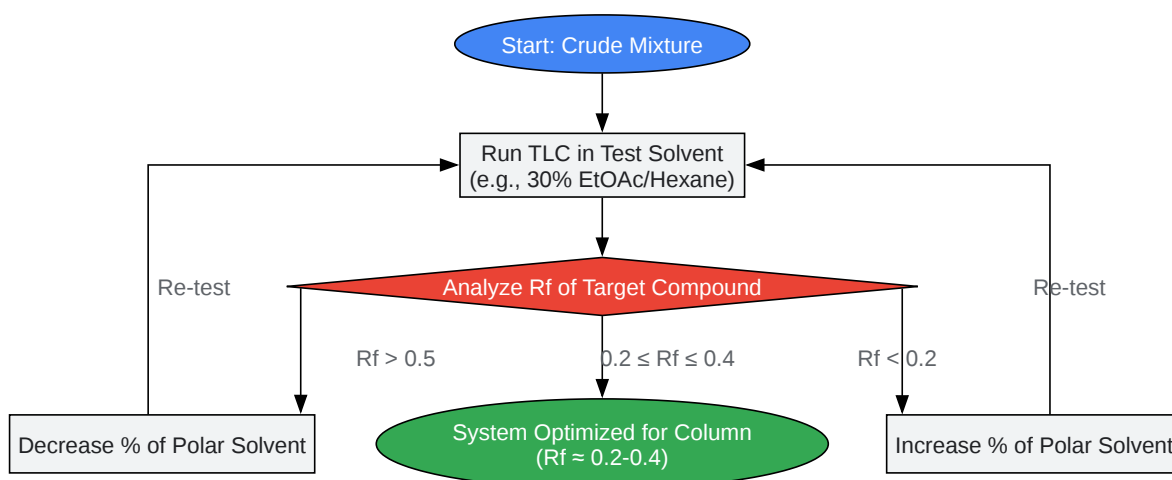 Start: Crude Mixture
Run TLC in Test Solvent
(e.g., 30% EtOAc/Hexane)
Re-test
Analyze Rf of Target Compound
Re-test
Rf > 0.5
0.2 ≤ Rf ≤ 0.4
Rf < 0.2
Decrease % of Polar Solvent
System Optimized for Column
(Rf ≈ 0.2-0.4)
Increase % of Polar Solvent